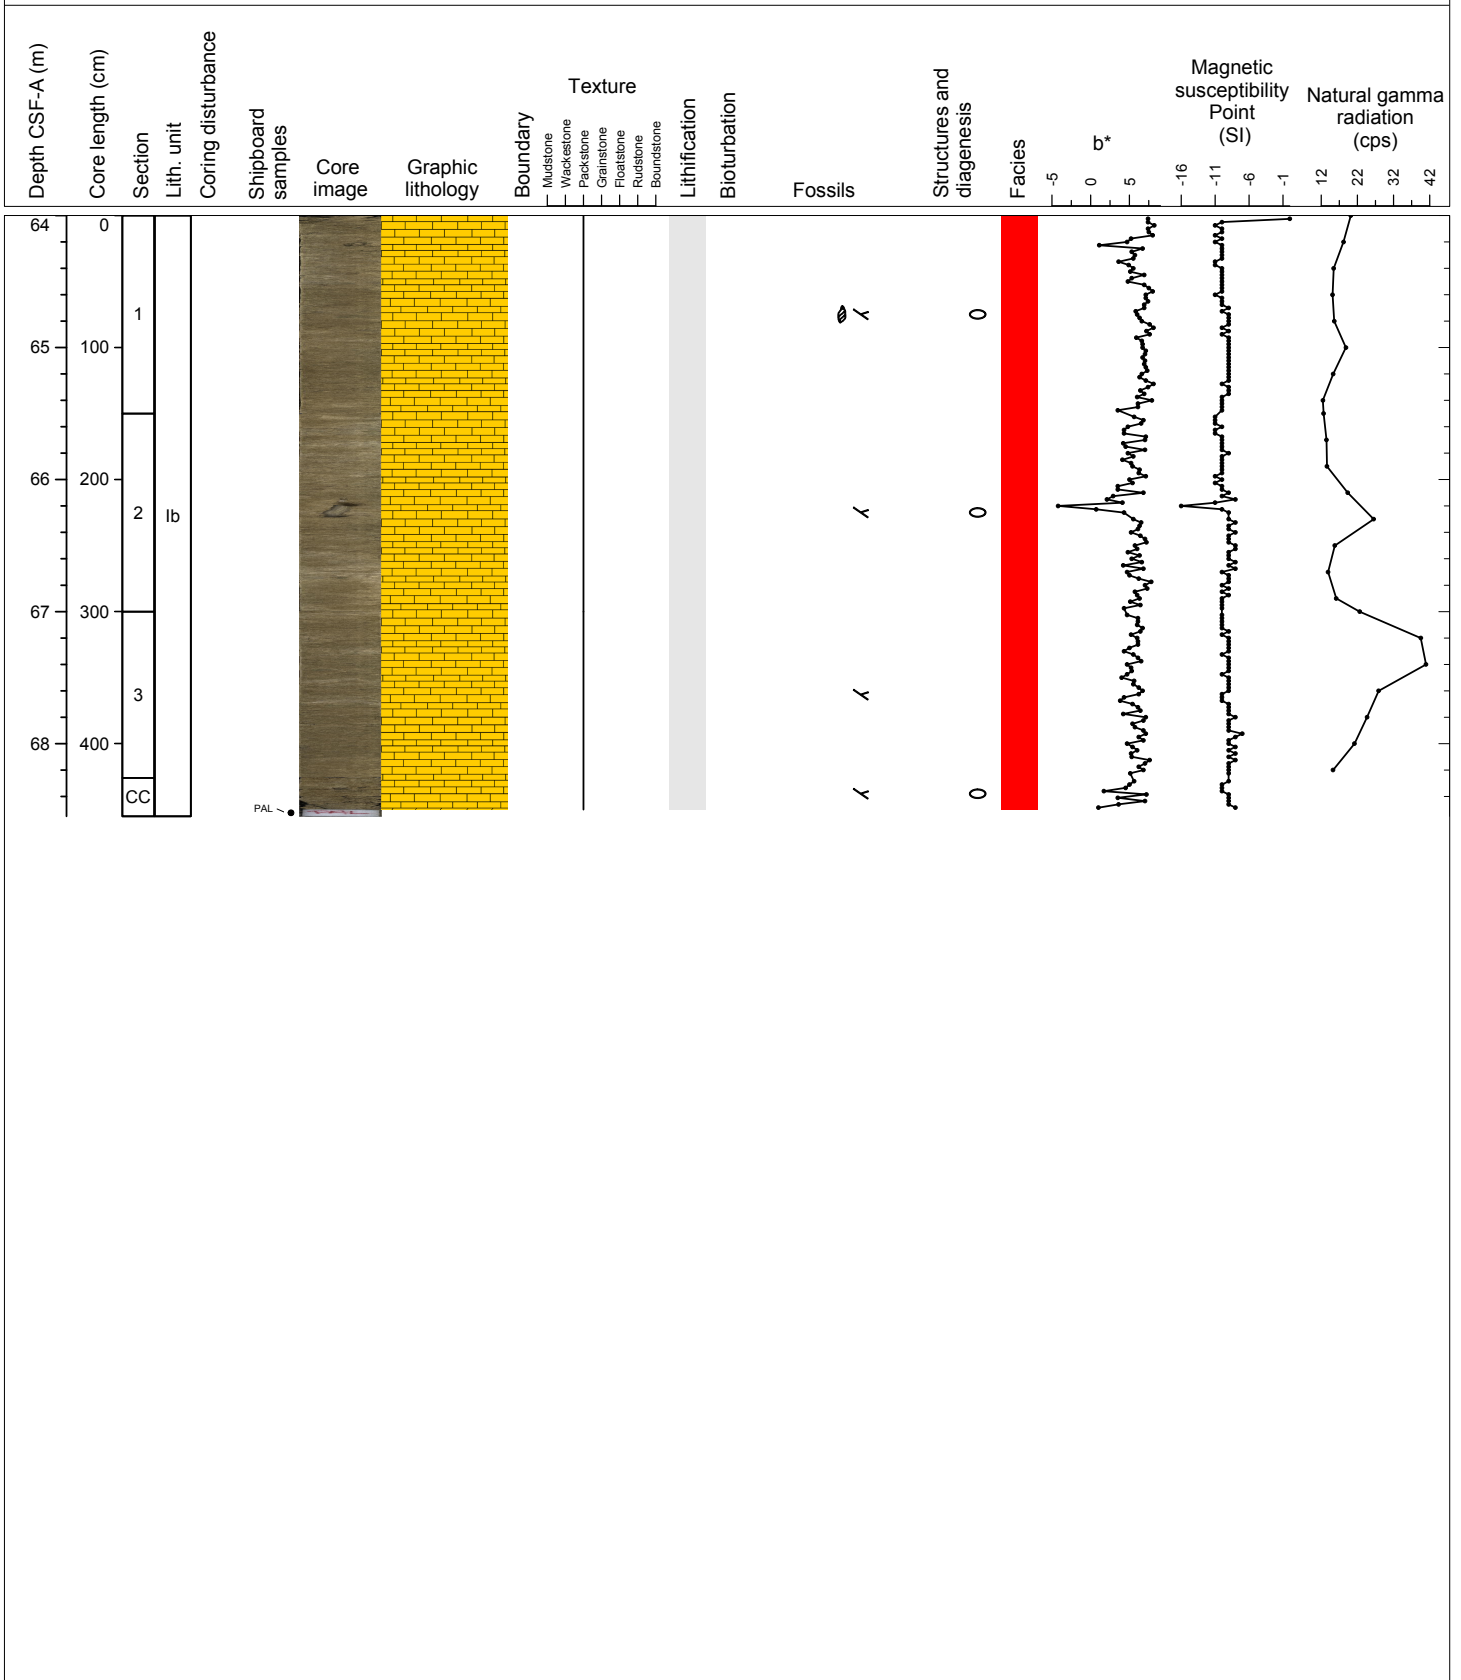 Depth CSF-A (m)
Core length (cm)
Section
Lith. unit
Coring disturbance
Shipboard
samples
Core
image
Graphic
lithology
Boundary
Texture
Mudstone
Wackestone
Packstone
Grainstone
Floatstone
Rudstone
Boundstone
Lithification
Bioturbation
Fossils
Structures and
diagenesis
Facies
b*
-5 0 5
Magnetic
susceptibility
Point
(SI)
-16 -11 -6 -1
Natural gamma
radiation
(cps)
12 22 32 42
64 0
1
65 100
66 200
2 Ib
67 300
3
68 400
CC
PAL